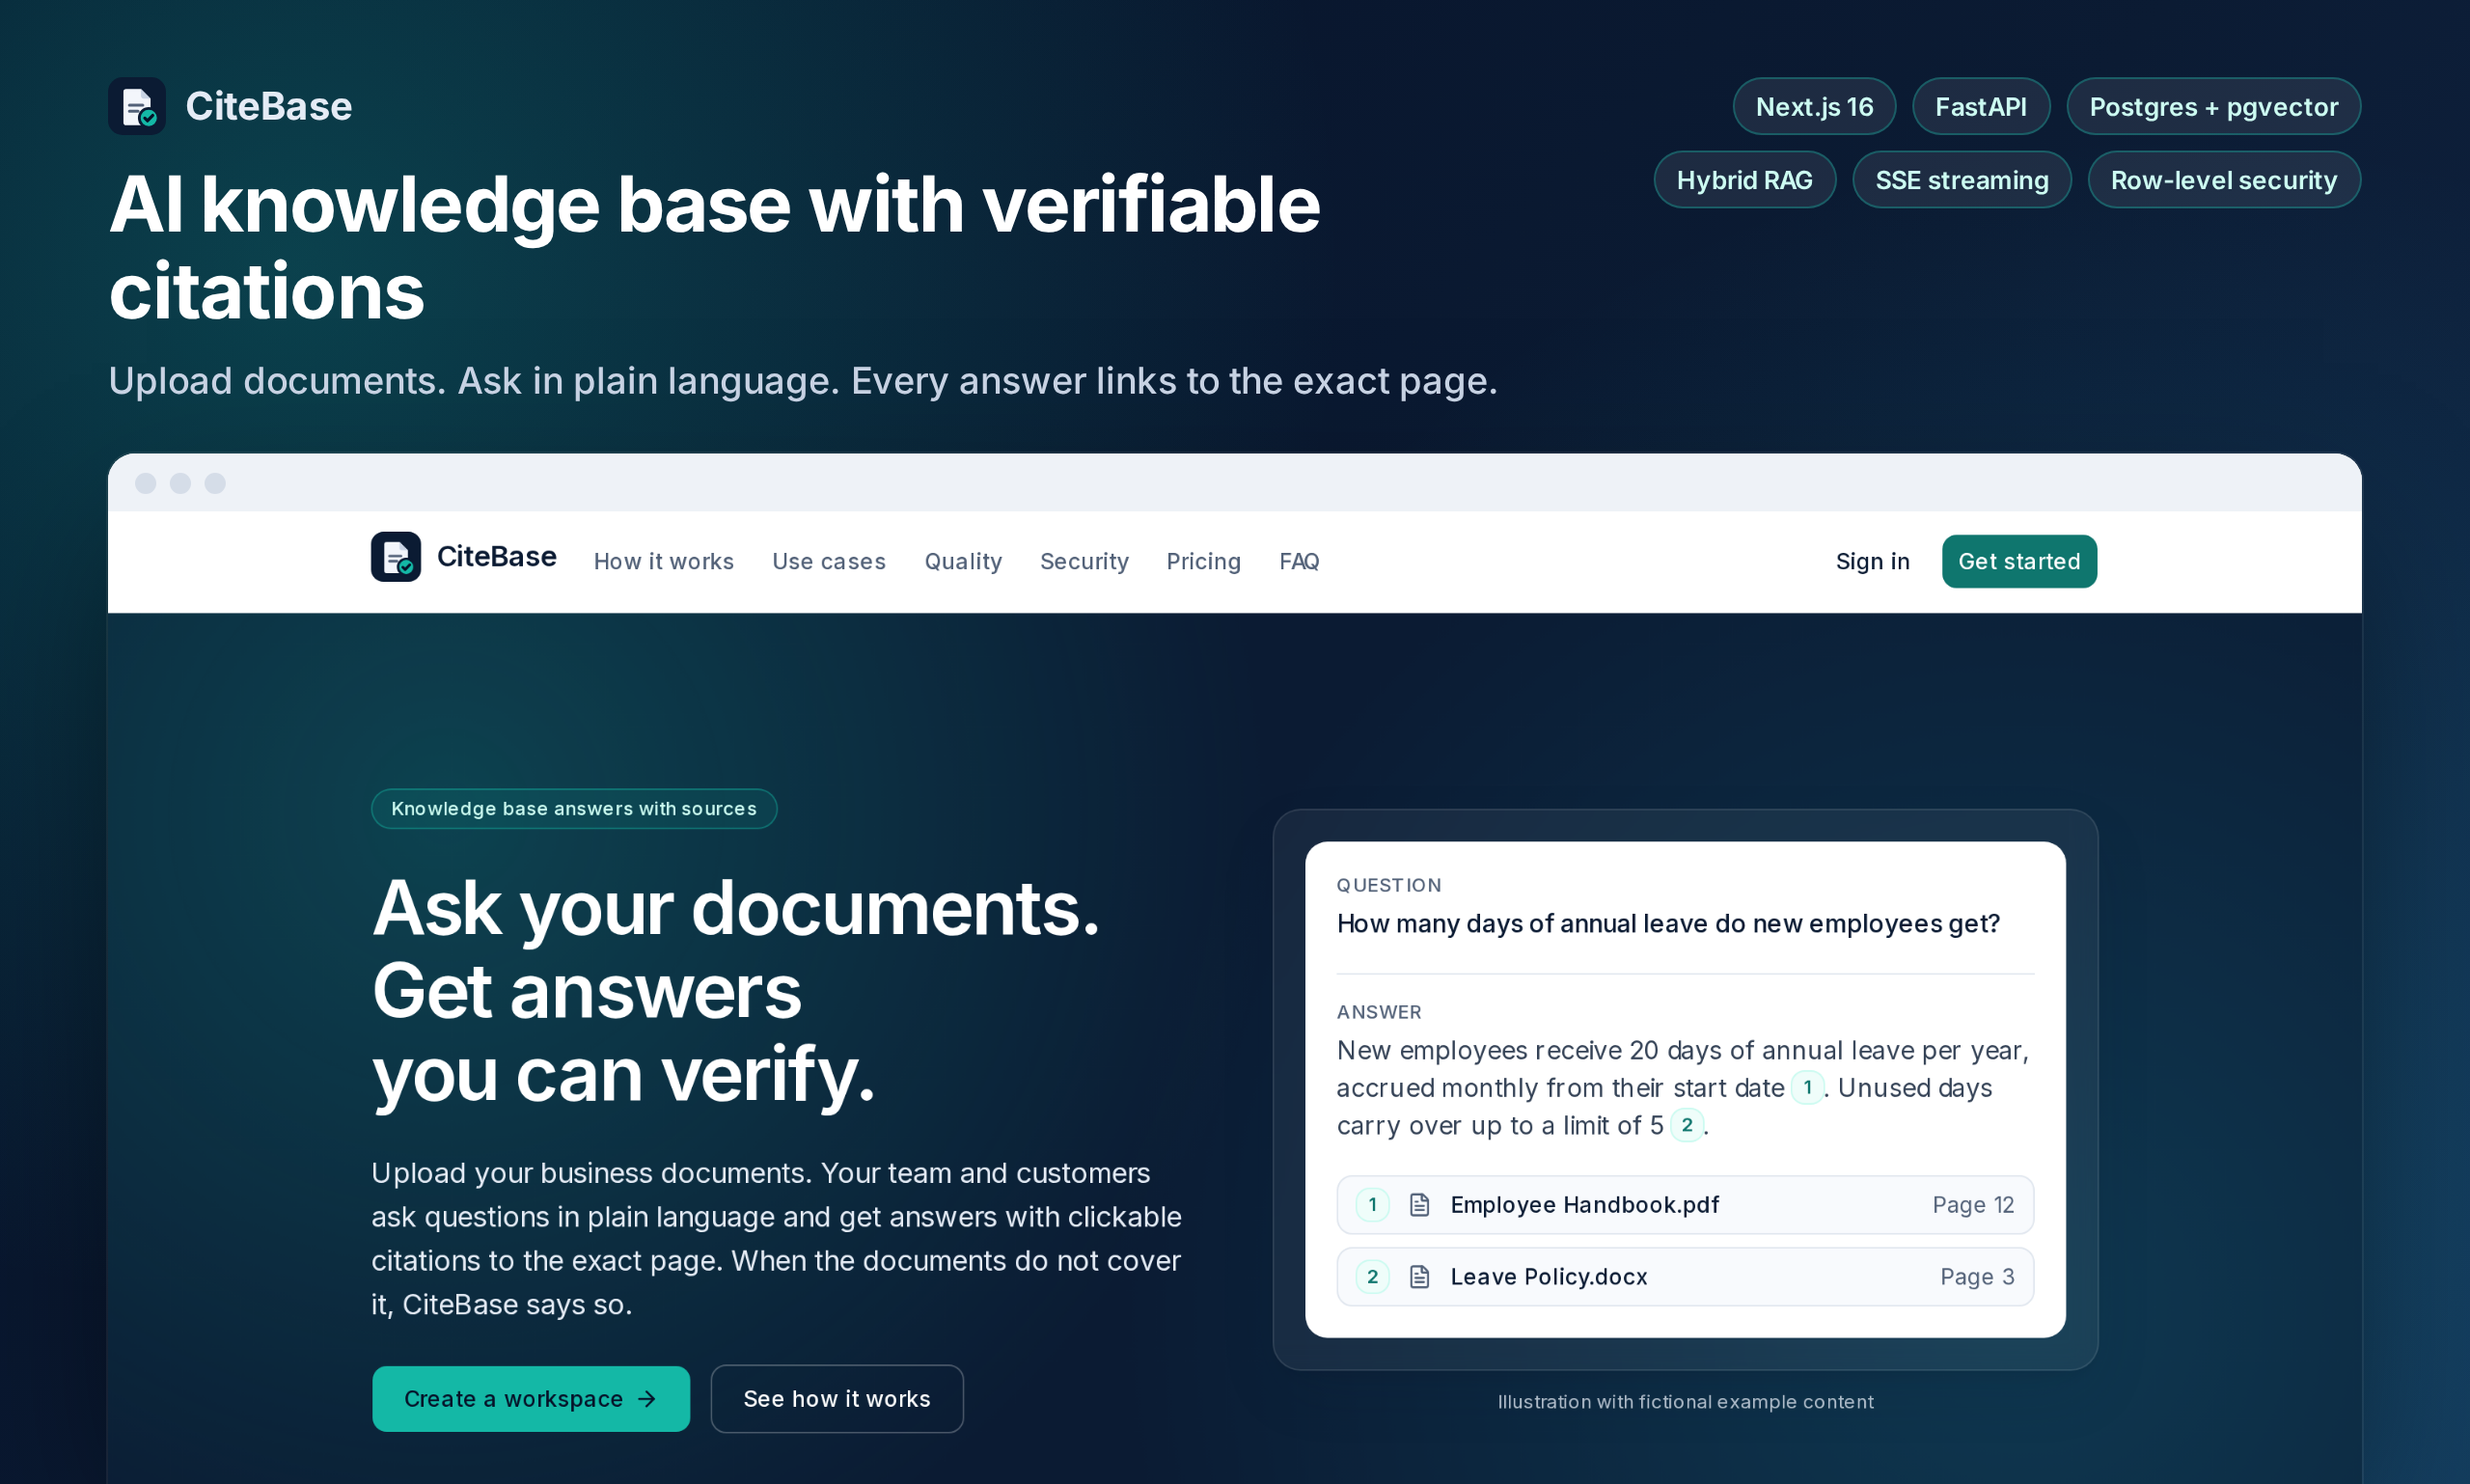 CiteBase
Next.js 16
FastAPI
Postgres + pgvector
Hybrid RAG
SSE streaming
Row-level security
AI knowledge base with verifiable
citations
Upload documents. Ask in plain language. Every answer links to the exact page.
CiteBase
How it works
Use cases
Quality
Security
Pricing
FAQ
Sign in
Get started
Knowledge base answers with sources
Ask your documents.
Get answers
you can verify.
Upload your business documents. Your team and customers
ask questions in plain language and get answers with clickable
citations to the exact page. When the documents do not cover
it, CiteBase says so.
Create a workspace →
See how it works
QUESTION
How many days of annual leave do new employees get?
ANSWER
New employees receive 20 days of annual leave per year,
accrued monthly from their start date 1. Unused days
carry over up to a limit of 5 2.
1 Employee Handbook.pdf Page 12
2 Leave Policy.docx Page 3
Illustration with fictional example content